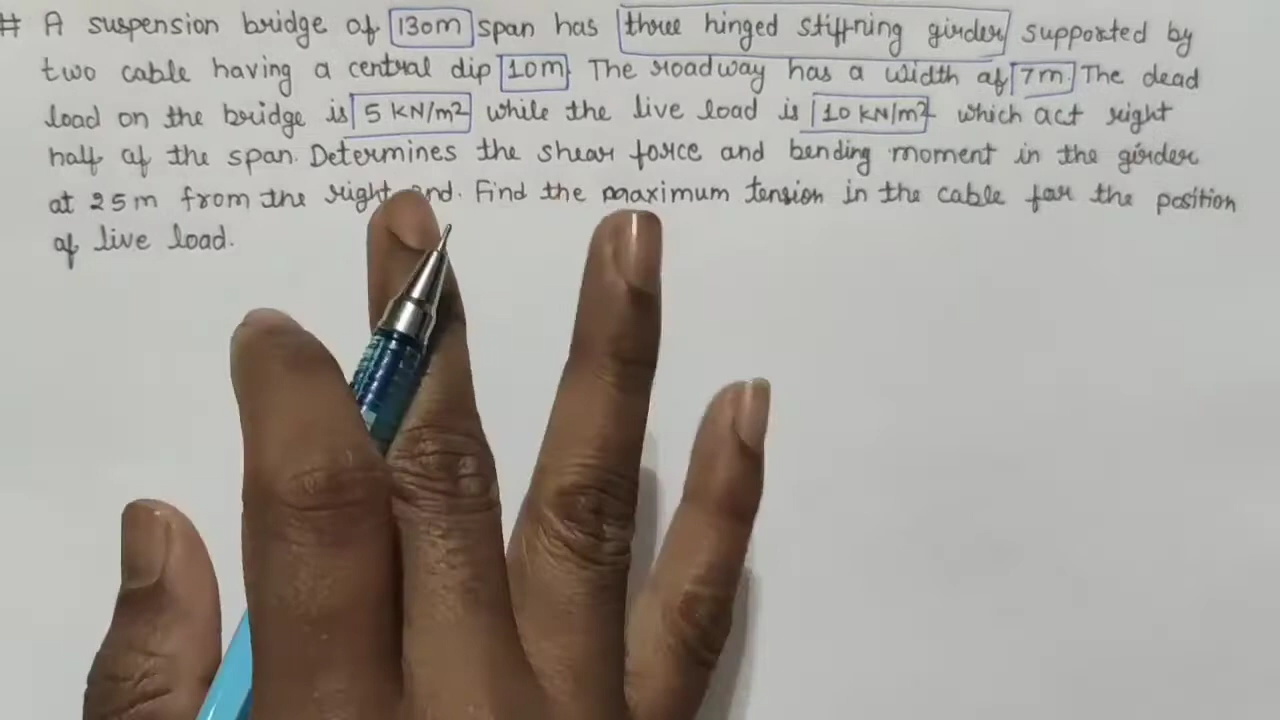 # A suspension bridge of 130m span has three hinged stiffning girder supported by
two cable having a central dip 10m. The roadway has a width of 7m. The dead
load on the bridge is 5 kN/m² while the live load is 10 kN/m² which act right
half of the span. Determines the shear force and bending moment in the girder
at 25m from the right end. Find the maximum tension in the cable for the position
of live load.